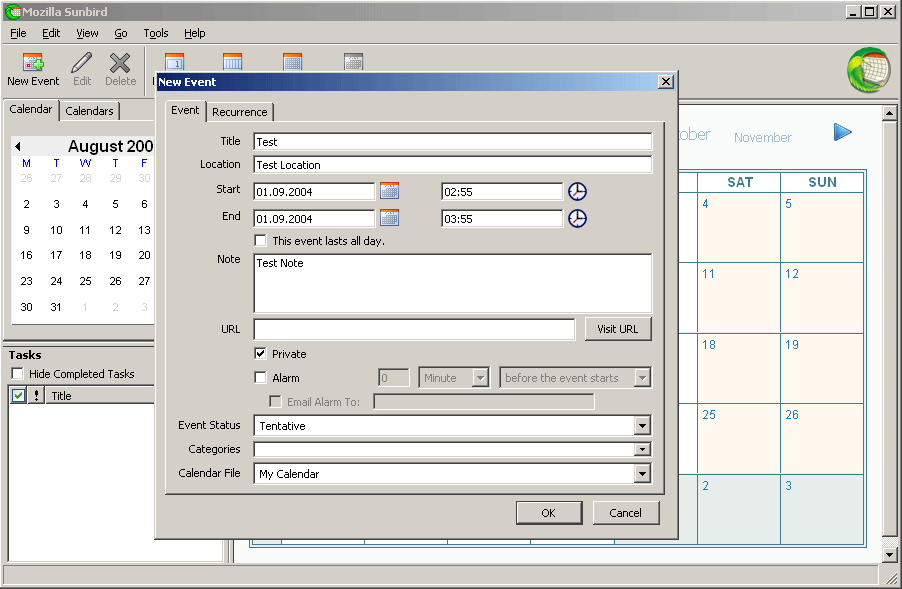 Mozilla Sunbird
File Edit View Go Tools Help
New Event Edit Delete
Calendar Calendars
August 200
M T W T F
26 27 28 29 30
2 3 4 5 6
9 10 11 12 13
16 17 18 19 20
23 24 25 26 27
30 31 1 2 3
Tasks
Hide Completed Tasks
! Title
New Event
Event Recurrence
Title Test
Location Test Location
Start 01.09.2004 02:55
End 01.09.2004 03:55
This event lasts all day.
Note Test Note
URL Visit URL
Private
Alarm 0 Minute before the event starts
Email Alarm To:
Event Status Tentative
Categories
Calendar File My Calendar
OK Cancel
ober November
SAT SUN
4 5
11 12
18 19
25 26
2 3